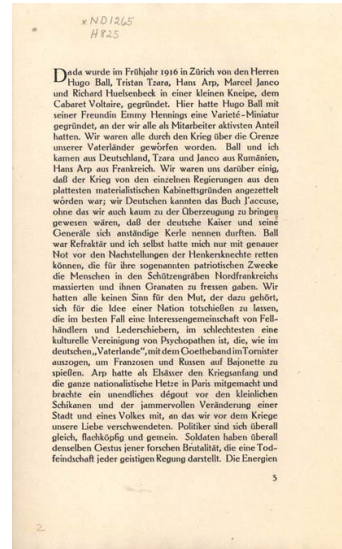 *ND1265
H825
Dada wurde im Frühjahr 1916 in Zürich von den Herren
Hugo Ball, Tristan Tzara, Hans Arp, Marcel Janco
und Richard Huelsenbeck in einer kleinen Kneipe, dem
Cabaret Voltaire, gegründet. Hier hatte Hugo Ball mit
seiner Freundin Emmy Hennings eine Varieté-Miniatur
gegründet, an der wir alle als Mitarbeiter aktivsten Anteil
hatten. Wir waren alle durch den Krieg über die Grenze
unserer Vaterländer geworfen worden. Ball und ich
kamen aus Deutschland, Tzara und Janco aus Rumänien,
Hans Arp aus Frankreich. Wir waren uns darüber einig,
daß der Krieg von den einzelnen Regierungen aus den
plattesten materialistischen Kabinettsgründen angezettelt
worden war; wir Deutschen kannten das Buch J'accuse,
ohne das wir auch kaum zu der Überzeugung zu bringen
gewesen wären, daß der deutsche Kaiser und seine
Generäle sich anständige Kerle nennen durften. Ball
war Refraktär und ich selbst hatte mich nur mit genauer
Not vor den Nachstellungen der Henkersknechte retten
können, die für ihre sogenannten patriotischen Zwecke
die Menschen in den Schützengräben Nordfrankreichs
massierten und ihnen Granaten zu fressen gaben. Wir
hatten alle keinen Sinn für den Mut, der dazu gehört,
sich für die Idee einer Nation totschießen zu lassen,
die im besten Fall eine Interessengemeinschaft von Fell-
händlern und Lederschiebern, im schlechtesten eine
kulturelle Vereinigung von Psychopathen ist, die, wie im
deutschen „Vaterlande", mit dem Goetheband im Tornister
auszogen, um Franzosen und Russen auf Bajonette zu
spießen. Arp hatte als Elsässer den Kriegsanfang und
die ganze nationalistische Hetze in Paris mitgemacht und
brachte ein unendliches dégout vor den kleinlichen
Schikanen und der jammervollen Veränderung einer
Stadt und eines Volkes mit, an das wir vor dem Kriege
unsere Liebe verschwendeten. Politiker sind sich überall
gleich, flachköpfig und gemein. Soldaten haben überall
denselben Gestus jener forschen Brutalität, die eine Tod-
feindschaft jeder geistigen Regung darstellt. Die Energien
3
2